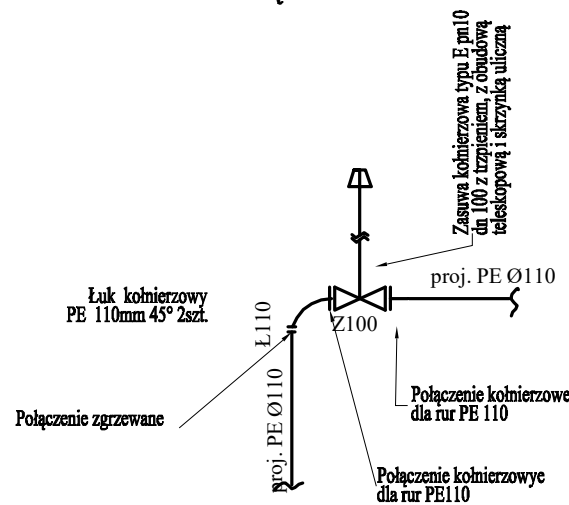 Zasuwa kołnierzowa typu E pn10
dn 100 z trzpieniem, z obudową
teleskopową i skrzynką uliczną
proj. PE Ø110
Łuk kołnierzowy
PE 110mm 45° 2szt.
Ł110
Z100
Połączenie zgrzewane
proj. PE Ø110
Połączenie kołnierzowe
dla rur PE 110
Połączenie kołnierzowye
dla rur PE110